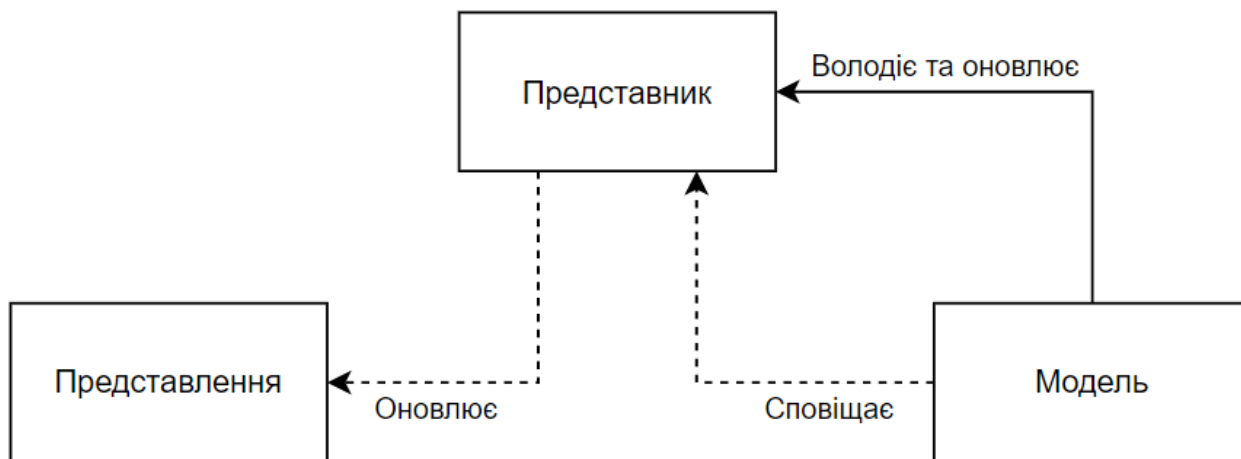 Володіє та оновлює
Представник
Представлення
Оновлює
Сповіщає
Модель